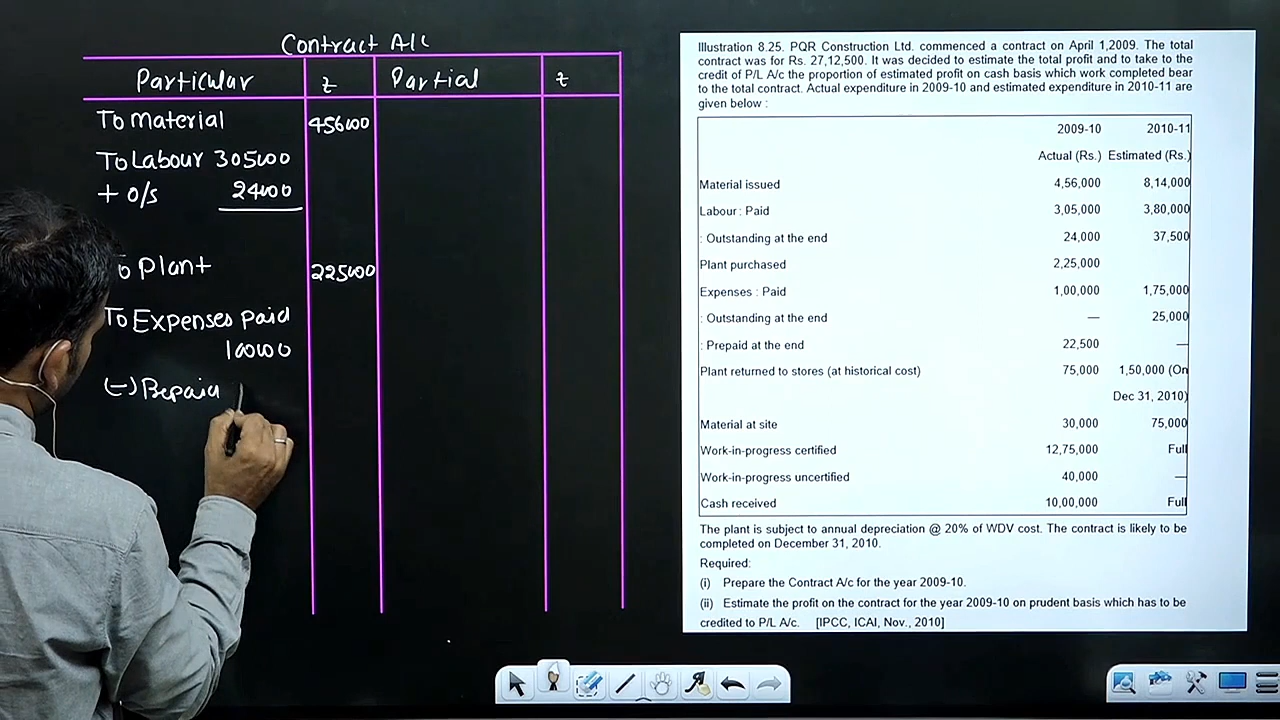 Contract A/c
Particular ₹ Partial ₹
To Material 456000
To Labour 305000
+ o/s 24000
To Plant 225000
To Expenses paid
100000
(-) Prepaid
Illustration 8.25. PQR Construction Ltd. commenced a contract on April 1,2009. The total
contract was for Rs. 27,12,500. It was decided to estimate the total profit and to take to the
credit of P/L A/c the proportion of estimated profit on cash basis which work completed bear
to the total contract. Actual expenditure in 2009-10 and estimated expenditure in 2010-11 are
given below :
2009-10 2010-11
Actual (Rs.) Estimated (Rs.)
Material issued 4,56,000 8,14,000
Labour : Paid 3,05,000 3,80,000
: Outstanding at the end 24,000 37,500
Plant purchased 2,25,000
Expenses : Paid 1,00,000 1,75,000
: Outstanding at the end — 25,000
: Prepaid at the end 22,500 —
Plant returned to stores (at historical cost) 75,000 1,50,000 (On
Dec 31, 2010)
Material at site 30,000 75,000
Work-in-progress certified 12,75,000 Full
Work-in-progress uncertified 40,000 —
Cash received 10,00,000 Full
The plant is subject to annual depreciation @ 20% of WDV cost. The contract is likely to be
completed on December 31, 2010.
Required:
(i) Prepare the Contract A/c for the year 2009-10.
(ii) Estimate the profit on the contract for the year 2009-10 on prudent basis which has to be
credited to P/L A/c. [IPCC, ICAI, Nov., 2010]